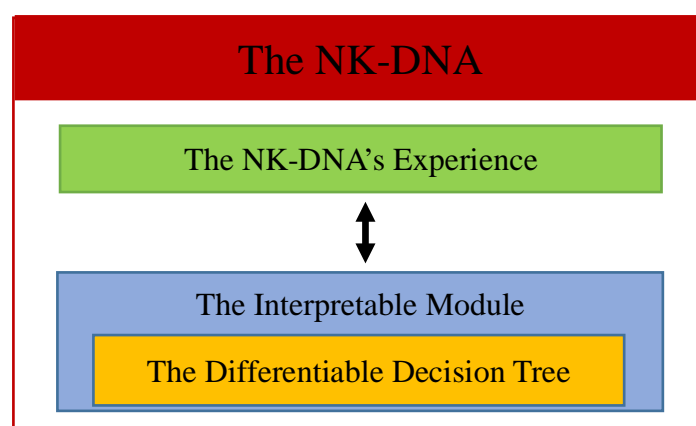 The NK-DNA
The NK-DNA’s Experience
The Interpretable Module
The Differentiable Decision Tree